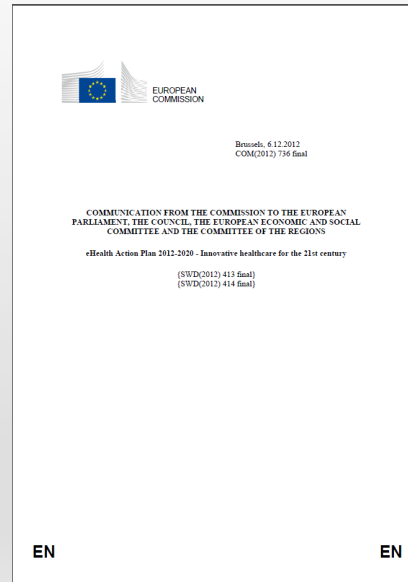 EUROPEAN
COMMISSION
Brussels, 6.12.2012
COM(2012) 736 final
COMMUNICATION FROM THE COMMISSION TO THE EUROPEAN
PARLIAMENT, THE COUNCIL, THE EUROPEAN ECONOMIC AND SOCIAL
COMMITTEE AND THE COMMITTEE OF THE REGIONS
eHealth Action Plan 2012-2020 - Innovative healthcare for the 21st century
{SWD(2012) 413 final}
{SWD(2012) 414 final}
EN EN